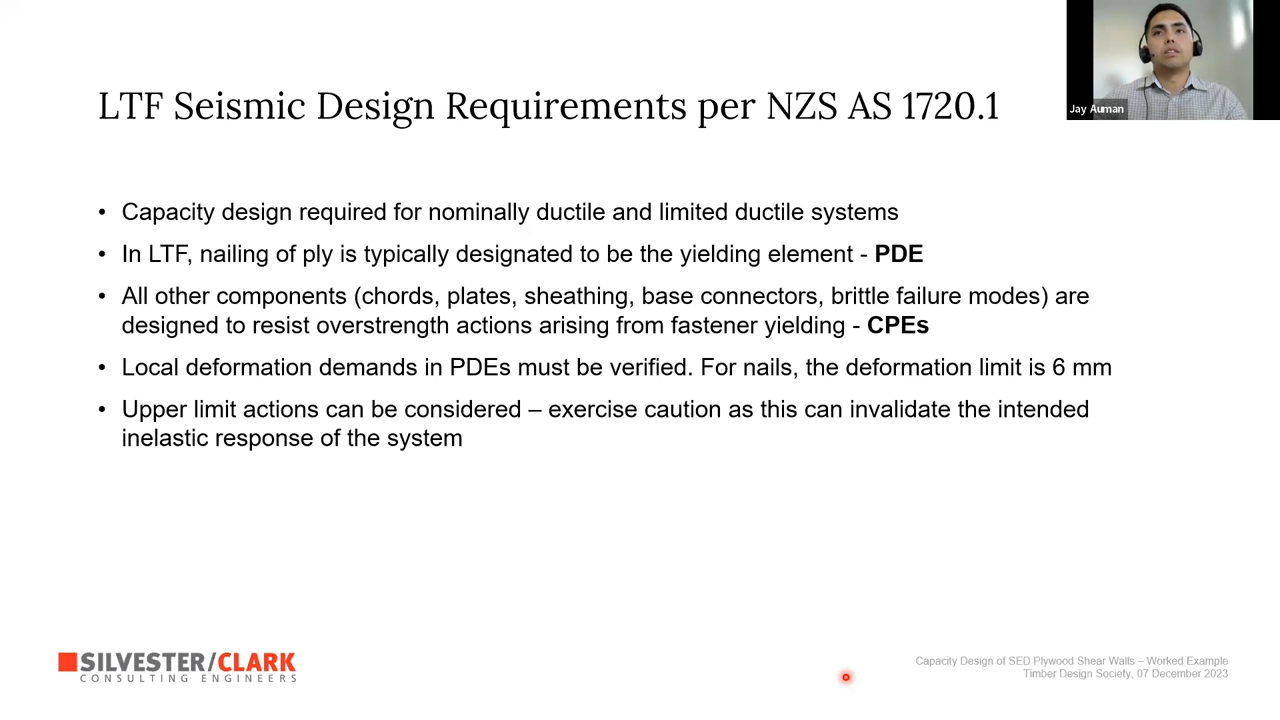 LTF Seismic Design Requirements per NZS AS 1720.1
Jay Auman
• Capacity design required for nominally ductile and limited ductile systems
• In LTF, nailing of ply is typically designated to be the yielding element - PDE
• All other components (chords, plates, sheathing, base connectors, brittle failure modes) are
designed to resist overstrength actions arising from fastener yielding - CPEs
• Local deformation demands in PDEs must be verified. For nails, the deformation limit is 6 mm
• Upper limit actions can be considered – exercise caution as this can invalidate the intended
inelastic response of the system
SILVESTER/CLARK
CONSULTING ENGINEERS
Capacity Design of SED Plywood Shear Walls – Worked Example
Timber Design Society, 07 December 2023